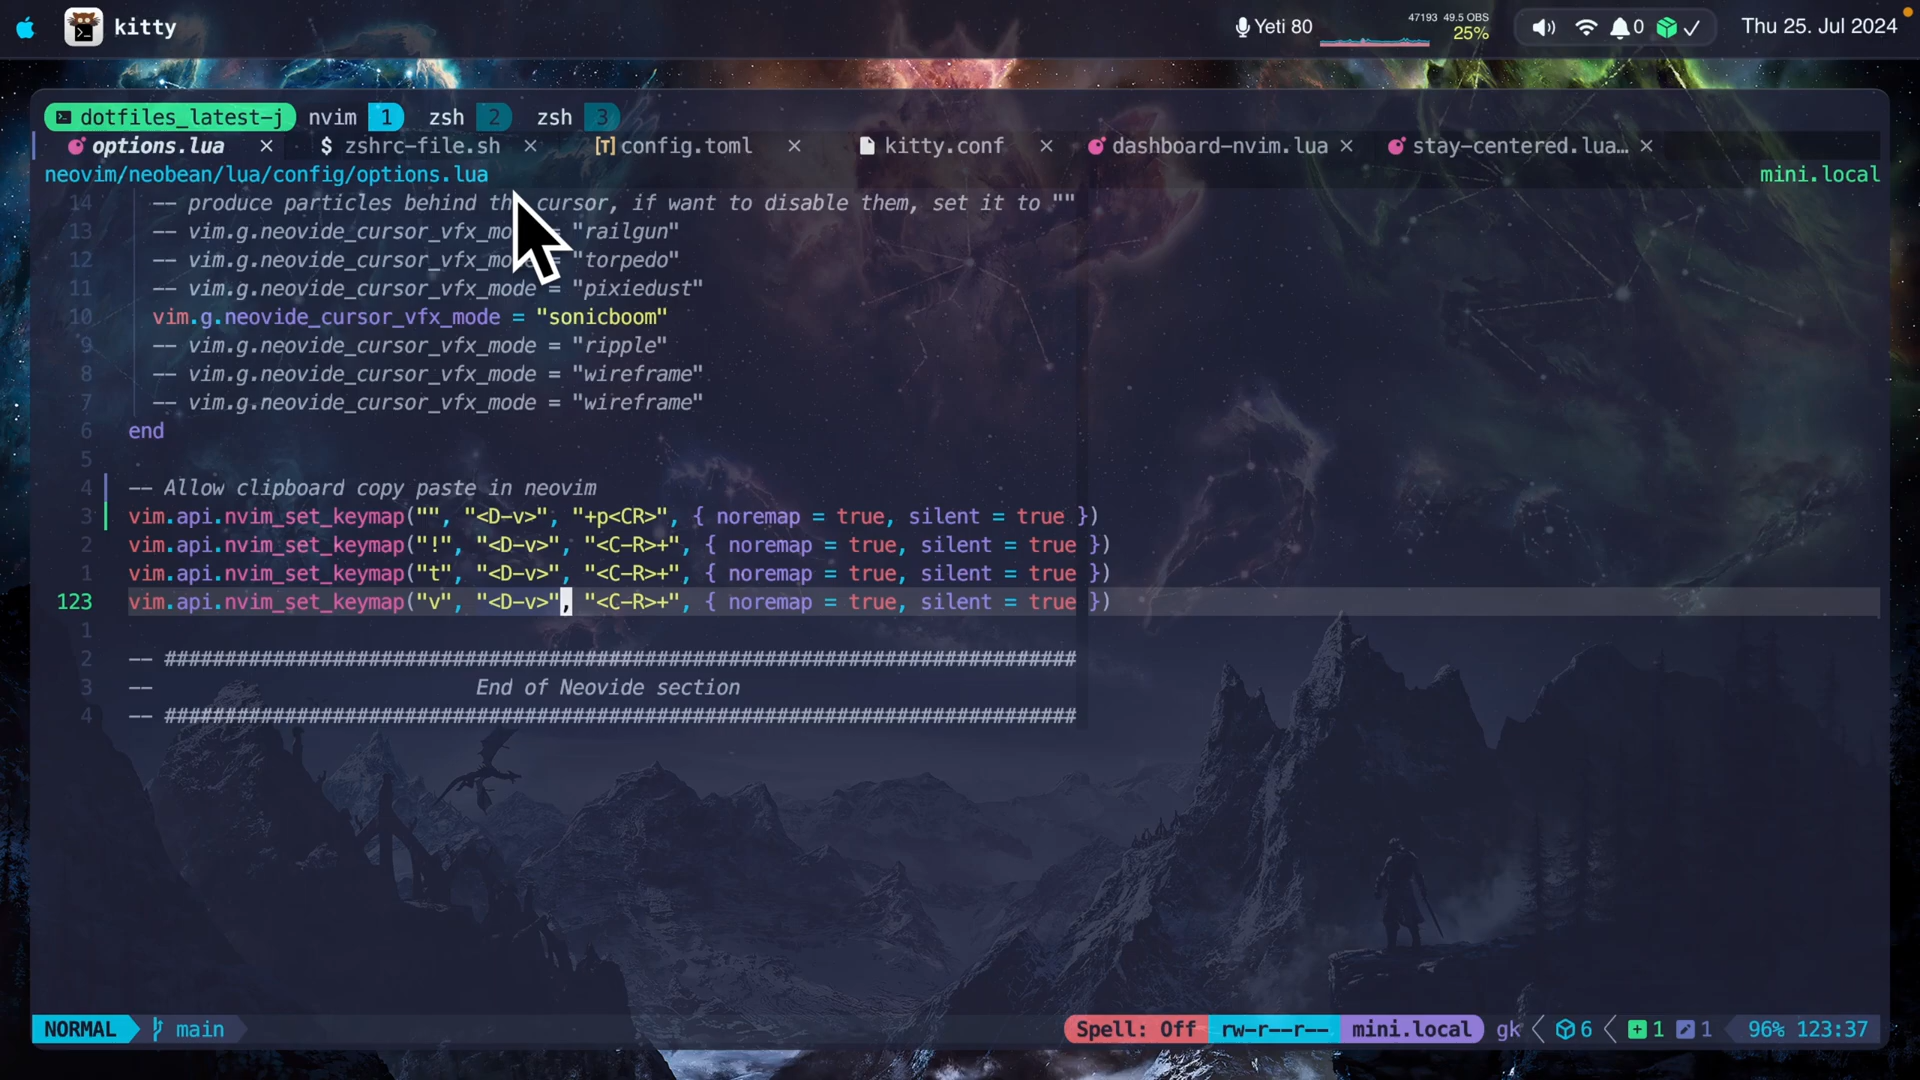 kitty
Yeti 80
47193 49.5 OBS
25%
0
Thu 25. Jul 2024
dotfiles_latest-j nvim 1 zsh 2 zsh 3
options.lua × $ zshrc-file.sh × [T] config.toml × kitty.conf × dashboard-nvim.lua × stay-centered.lua… ×
neovim/neobean/lua/config/options.lua mini.local
14 -- produce particles behind th cursor, if want to disable them, set it to ""
13 -- vim.g.neovide_cursor_vfx_mo = "railgun"
12 -- vim.g.neovide_cursor_vfx_mode = "torpedo"
11 -- vim.g.neovide_cursor_vfx_mode = "pixiedust"
10 vim.g.neovide_cursor_vfx_mode = "sonicboom"
9 -- vim.g.neovide_cursor_vfx_mode = "ripple"
8 -- vim.g.neovide_cursor_vfx_mode = "wireframe"
7 -- vim.g.neovide_cursor_vfx_mode = "wireframe"
6 end
5
4 -- Allow clipboard copy paste in neovim
3 vim.api.nvim_set_keymap("", "<D-v>", "+p<CR>", { noremap = true, silent = true })
2 vim.api.nvim_set_keymap("!", "<D-v>", "<C-R>+", { noremap = true, silent = true })
1 vim.api.nvim_set_keymap("t", "<D-v>", "<C-R>+", { noremap = true, silent = true })
123 vim.api.nvim_set_keymap("v", "<D-v>", "<C-R>+", { noremap = true, silent = true })
1
2 -- ############################################################################
3 -- End of Neovide section
4 -- ############################################################################
NORMAL main Spell: Off rw-r--r-- mini.local gk 6 1 1 96% 123:37